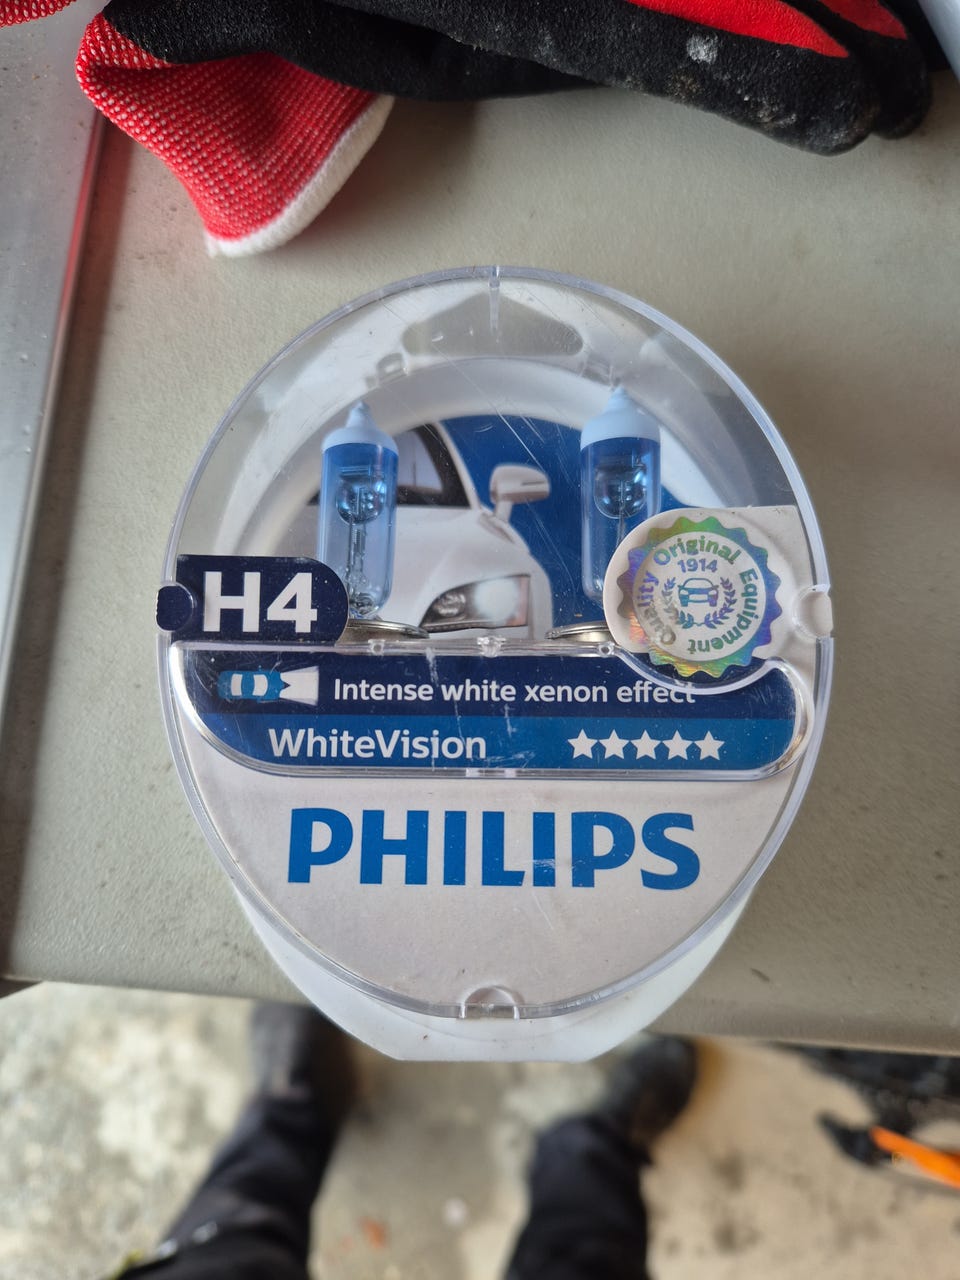 Quality Original Equipment
1914
H4
Intense white xenon effect
WhiteVision
PHILIPS